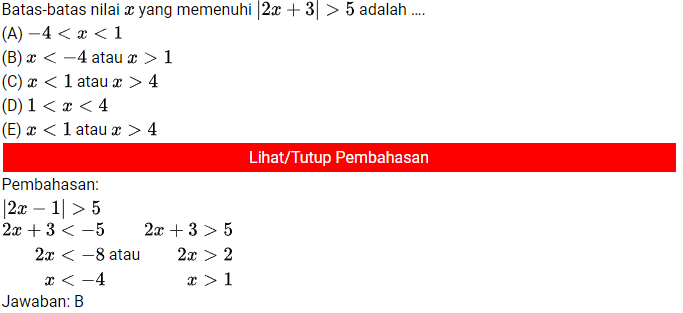 Batas-batas nilai x yang memenuhi |2x + 3| > 5 adalah ....
(A) −4 < x < 1
(B) x < −4 atau x > 1
(C) x < 1 atau x > 4
(D) 1 < x < 4
(E) x < 1 atau x > 4
Lihat/Tutup Pembahasan
Pembahasan:
|2x − 1| > 5
2x + 3 < −5 2x + 3 > 5
2x < −8 atau 2x > 2
x < −4 x > 1
Jawaban: B